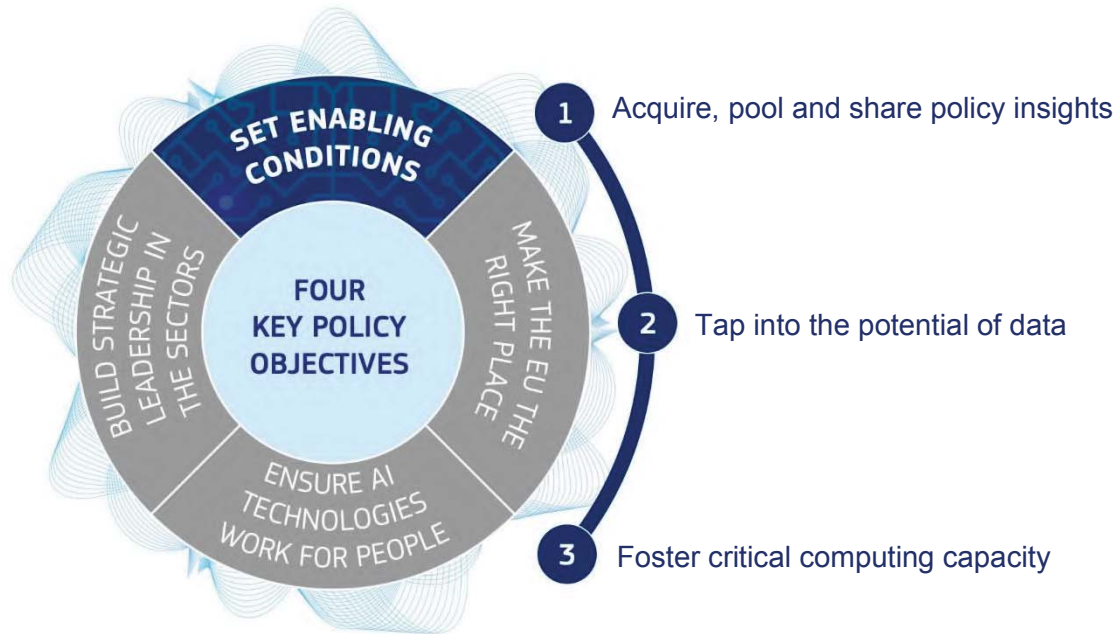 SET ENABLING
CONDITIONS
BUILD STRATEGIC
LEADERSHIP IN
THE SECTORS
FOUR
KEY POLICY
OBJECTIVES
MAKE THE EU THE
RIGHT PLACE
ENSURE AI
TECHNOLOGIES
WORK FOR PEOPLE
1 Acquire, pool and share policy insights
2 Tap into the potential of data
3 Foster critical computing capacity